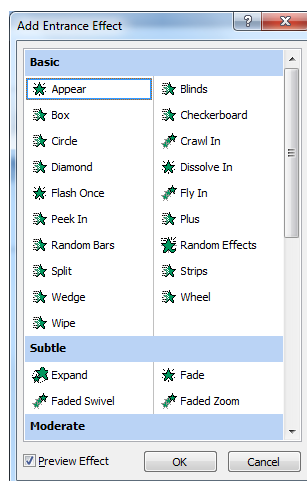 Add Entrance Effect
Basic
Appear Blinds
Box Checkerboard
Circle Crawl In
Diamond Dissolve In
Flash Once Fly In
Peek In Plus
Random Bars Random Effects
Split Strips
Wedge Wheel
Wipe
Subtle
Expand Fade
Faded Swivel Faded Zoom
Moderate
Preview Effect OK Cancel